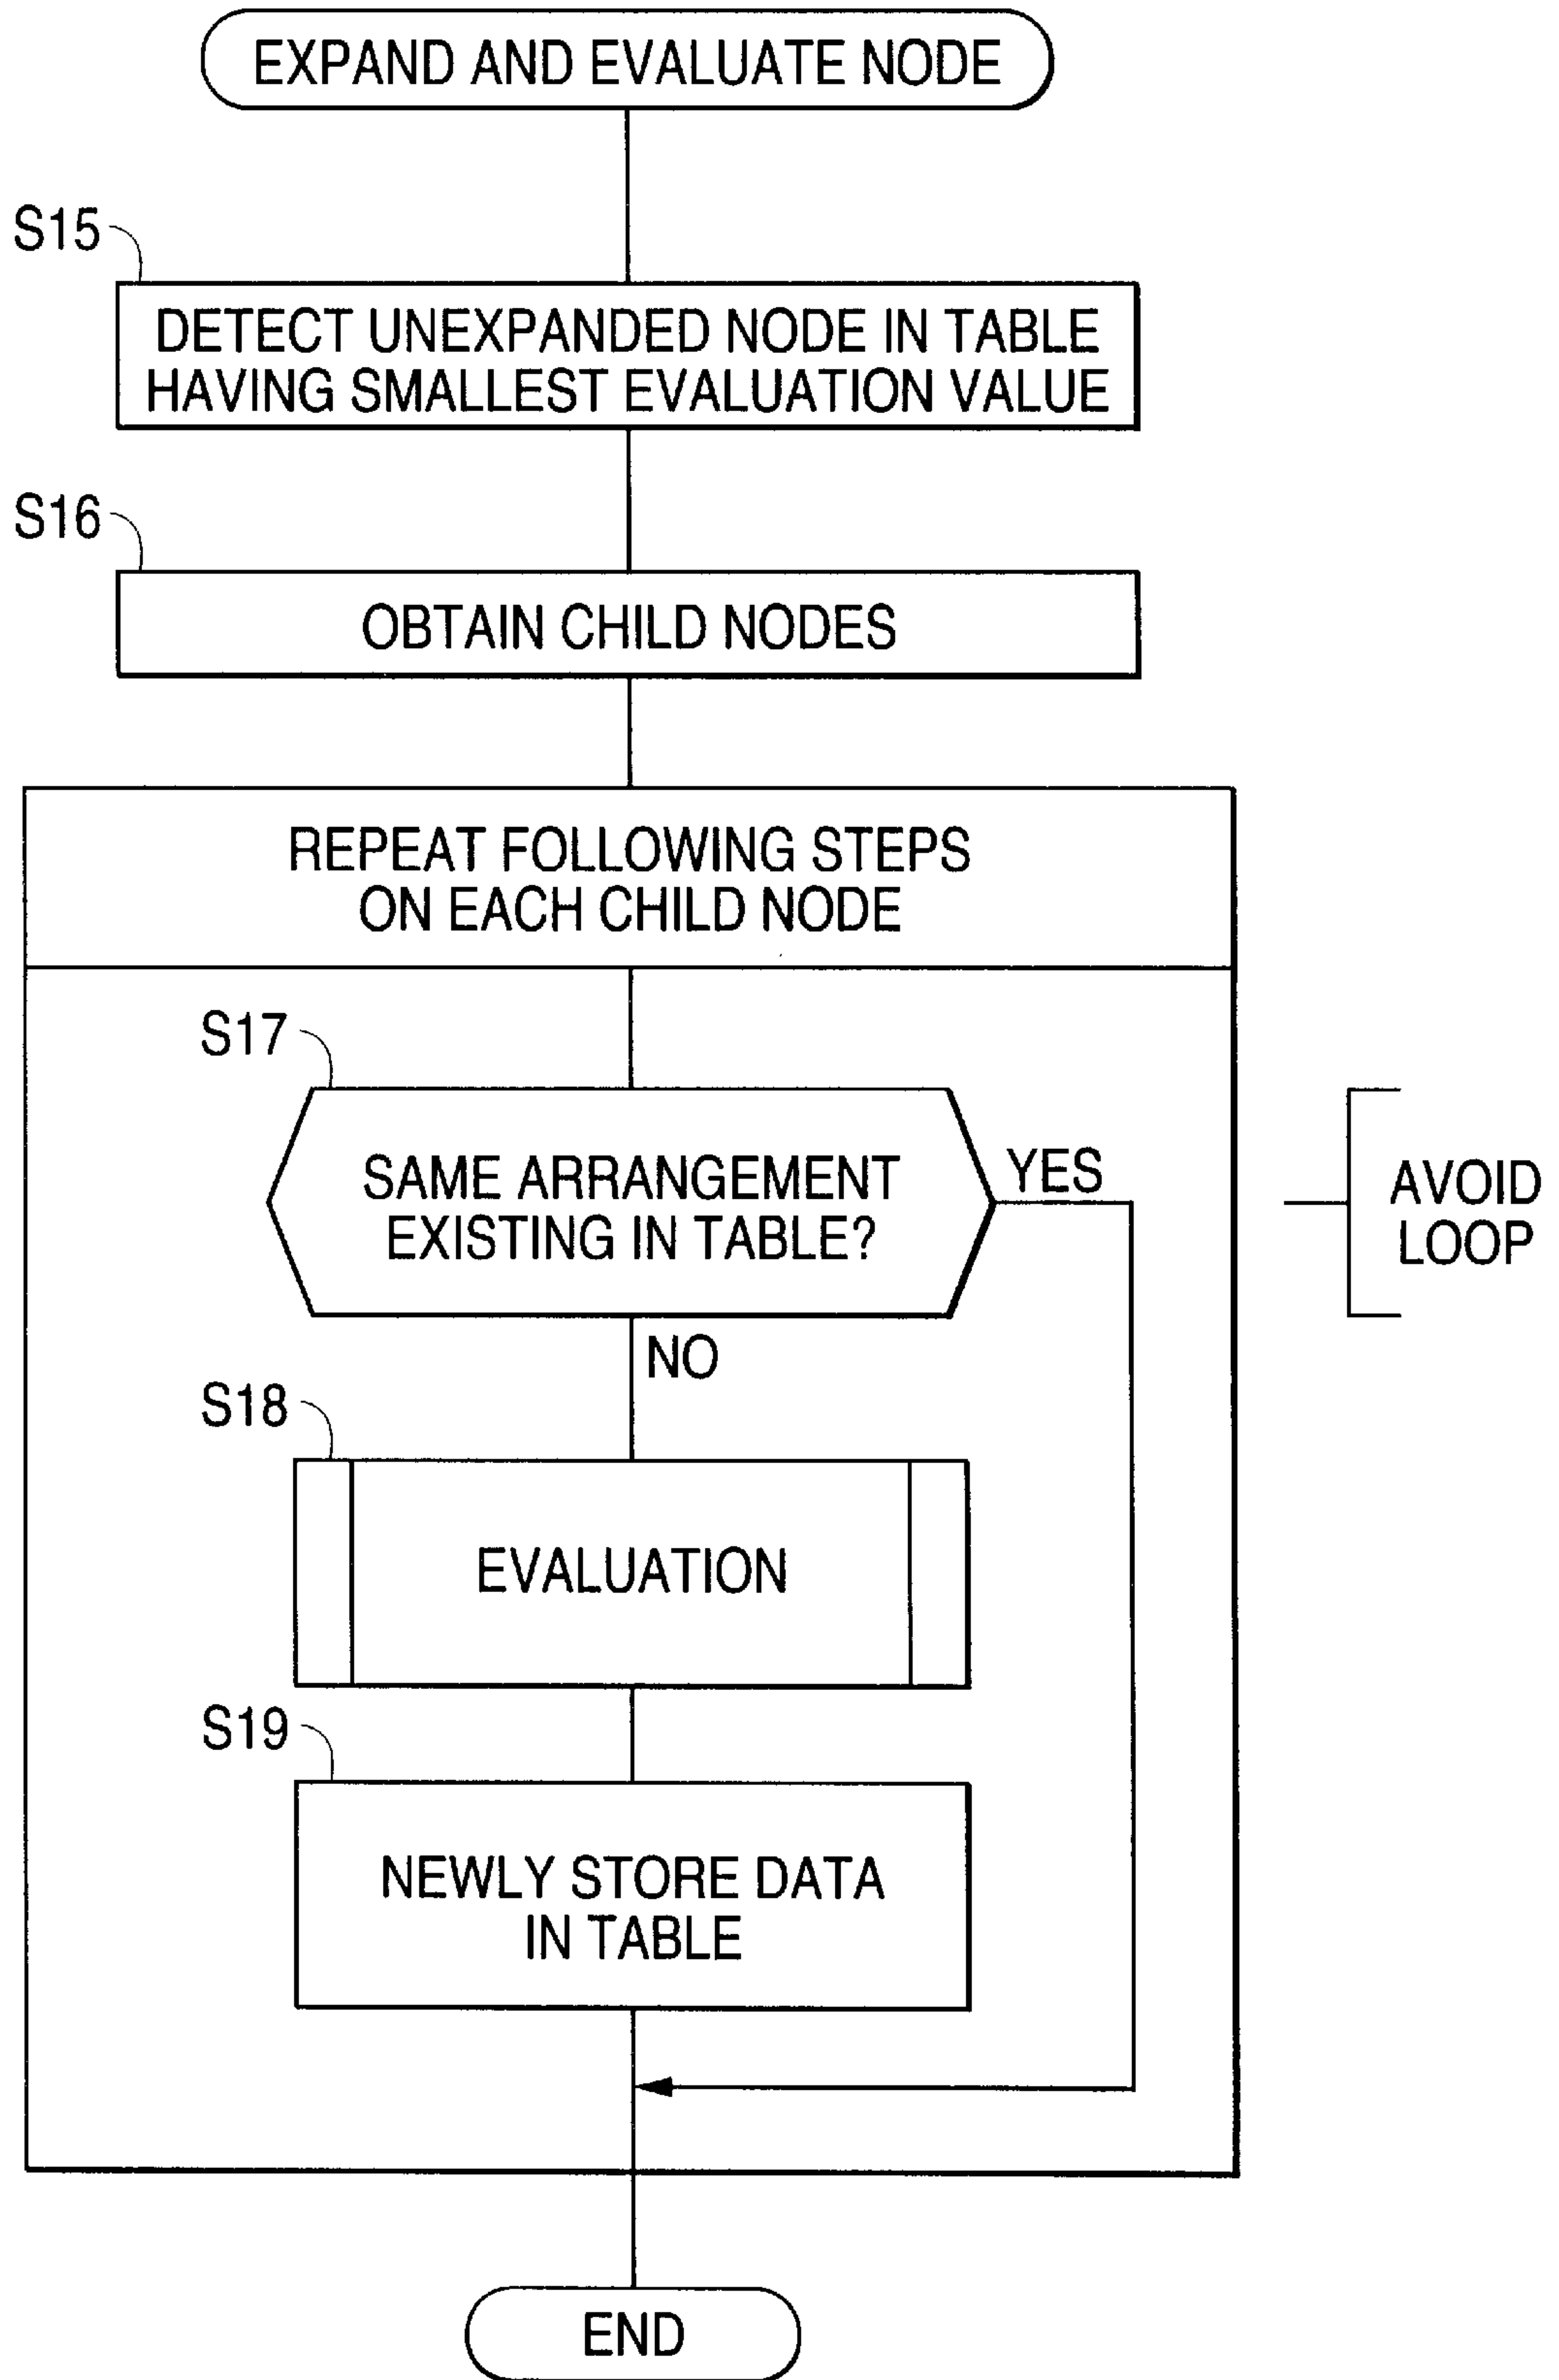 EXPAND AND EVALUATE NODE
S15
DETECT UNEXPANDED NODE IN TABLE
HAVING SMALLEST EVALUATION VALUE
S16
OBTAIN CHILD NODES
REPEAT FOLLOWING STEPS
ON EACH CHILD NODE
S17
SAME ARRANGEMENT
EXISTING IN TABLE?
YES
AVOID
LOOP
NO
S18
EVALUATION
S19
NEWLY STORE DATA
IN TABLE
END